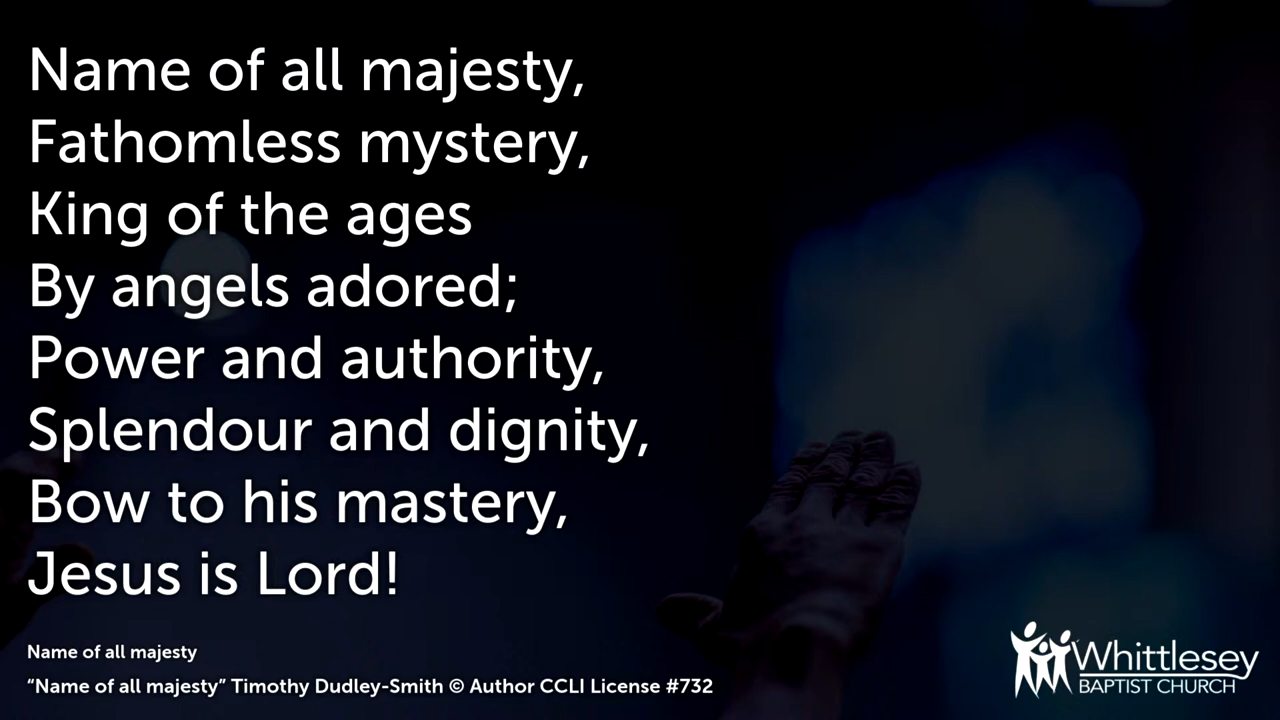 Name of all majesty,
Fathomless mystery,
King of the ages
By angels adored;
Power and authority,
Splendour and dignity,
Bow to his mastery,
Jesus is Lord!
Name of all majesty
“Name of all majesty” Timothy Dudley-Smith © Author CCLI License #732
Whittlesey
BAPTIST CHURCH